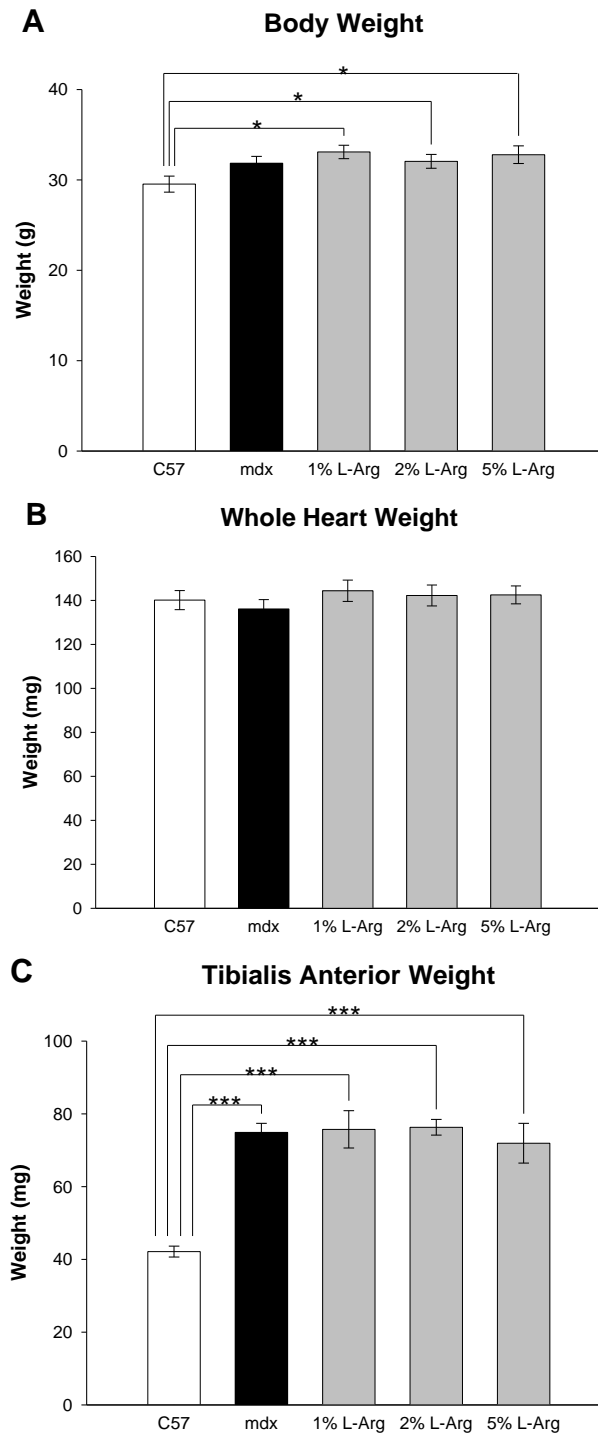 A
Body Weight
*
*
*
40
30
20
10
0
Weight (g)
C57 mdx 1% L-Arg 2% L-Arg 5% L-Arg
B
Whole Heart Weight
160
140
120
100
80
60
40
20
0
Weight (mg)
C57 mdx 1% L-Arg 2% L-Arg 5% L-Arg
C
Tibialis Anterior Weight
***
***
***
***
100
80
60
40
20
0
Weight (mg)
C57 mdx 1% L-Arg 2% L-Arg 5% L-Arg